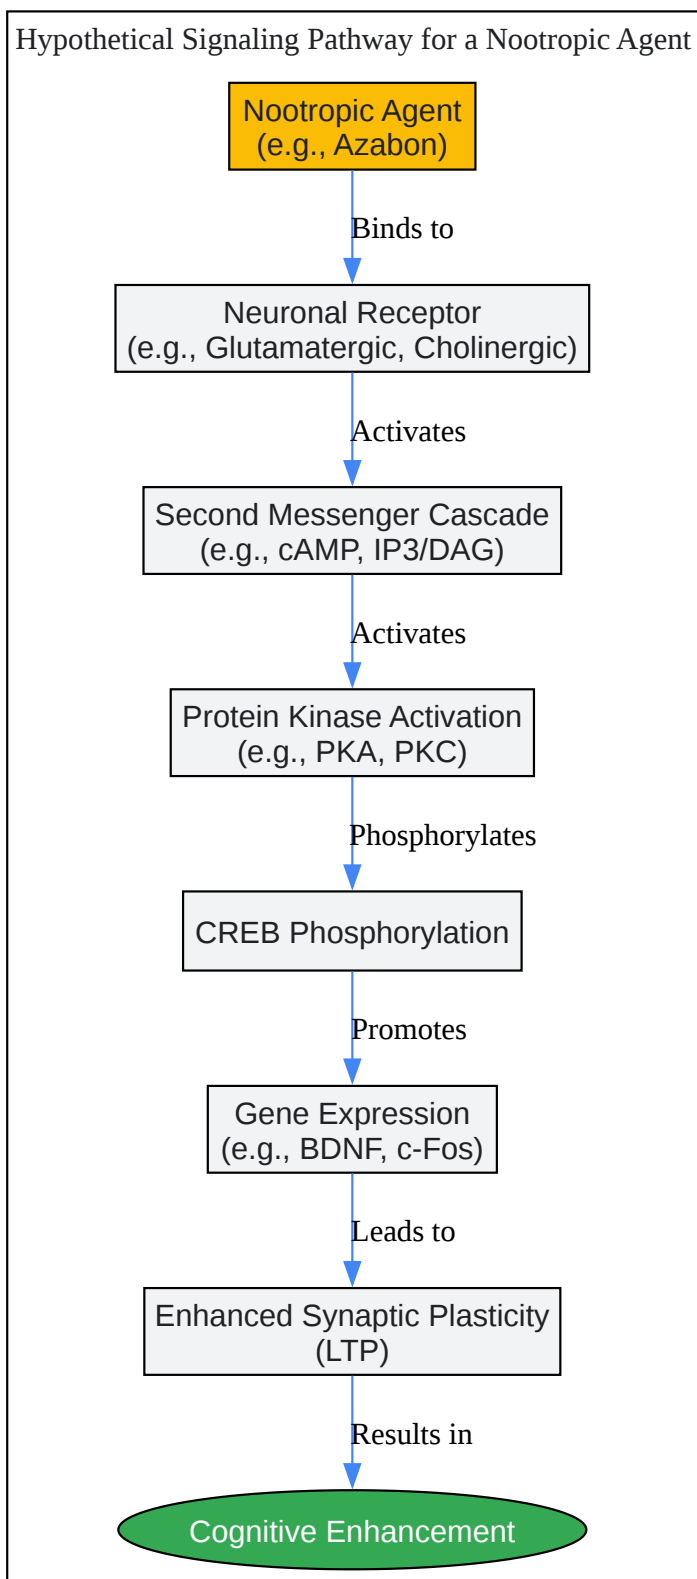 Hypothetical Signaling Pathway for a Nootropic Agent
Nootropic Agent
(e.g., Azabon)
Binds to
Neuronal Receptor
(e.g., Glutamatergic, Cholinergic)
Activates
Second Messenger Cascade
(e.g., cAMP, IP3/DAG)
Activates
Protein Kinase Activation
(e.g., PKA, PKC)
Phosphorylates
CREB Phosphorylation
Promotes
Gene Expression
(e.g., BDNF, c-Fos)
Leads to
Enhanced Synaptic Plasticity
(LTP)
Results in
Cognitive Enhancement